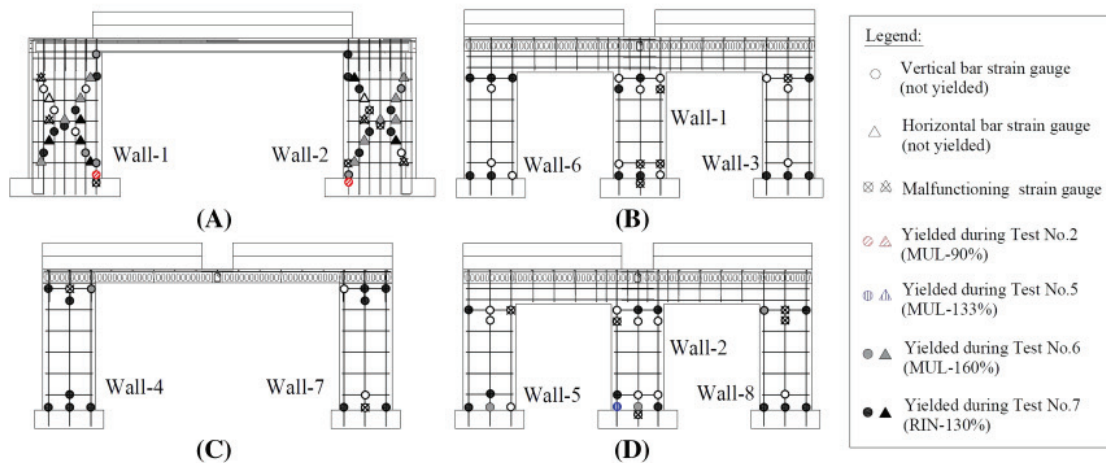 Wall-1
Wall-2
(A)
Wall-1
Wall-6
Wall-3
(B)
Wall-4
Wall-7
(C)
Wall-2
Wall-5
Wall-8
(D)
Legend:
Vertical bar strain gauge
(not yielded)
Horizontal bar strain gauge
(not yielded)
Malfunctioning strain gauge
Yielded during Test No.2
(MUL-90%)
Yielded during Test No.5
(MUL-133%)
Yielded during Test No.6
(MUL-160%)
Yielded during Test No.7
(RIN-130%)